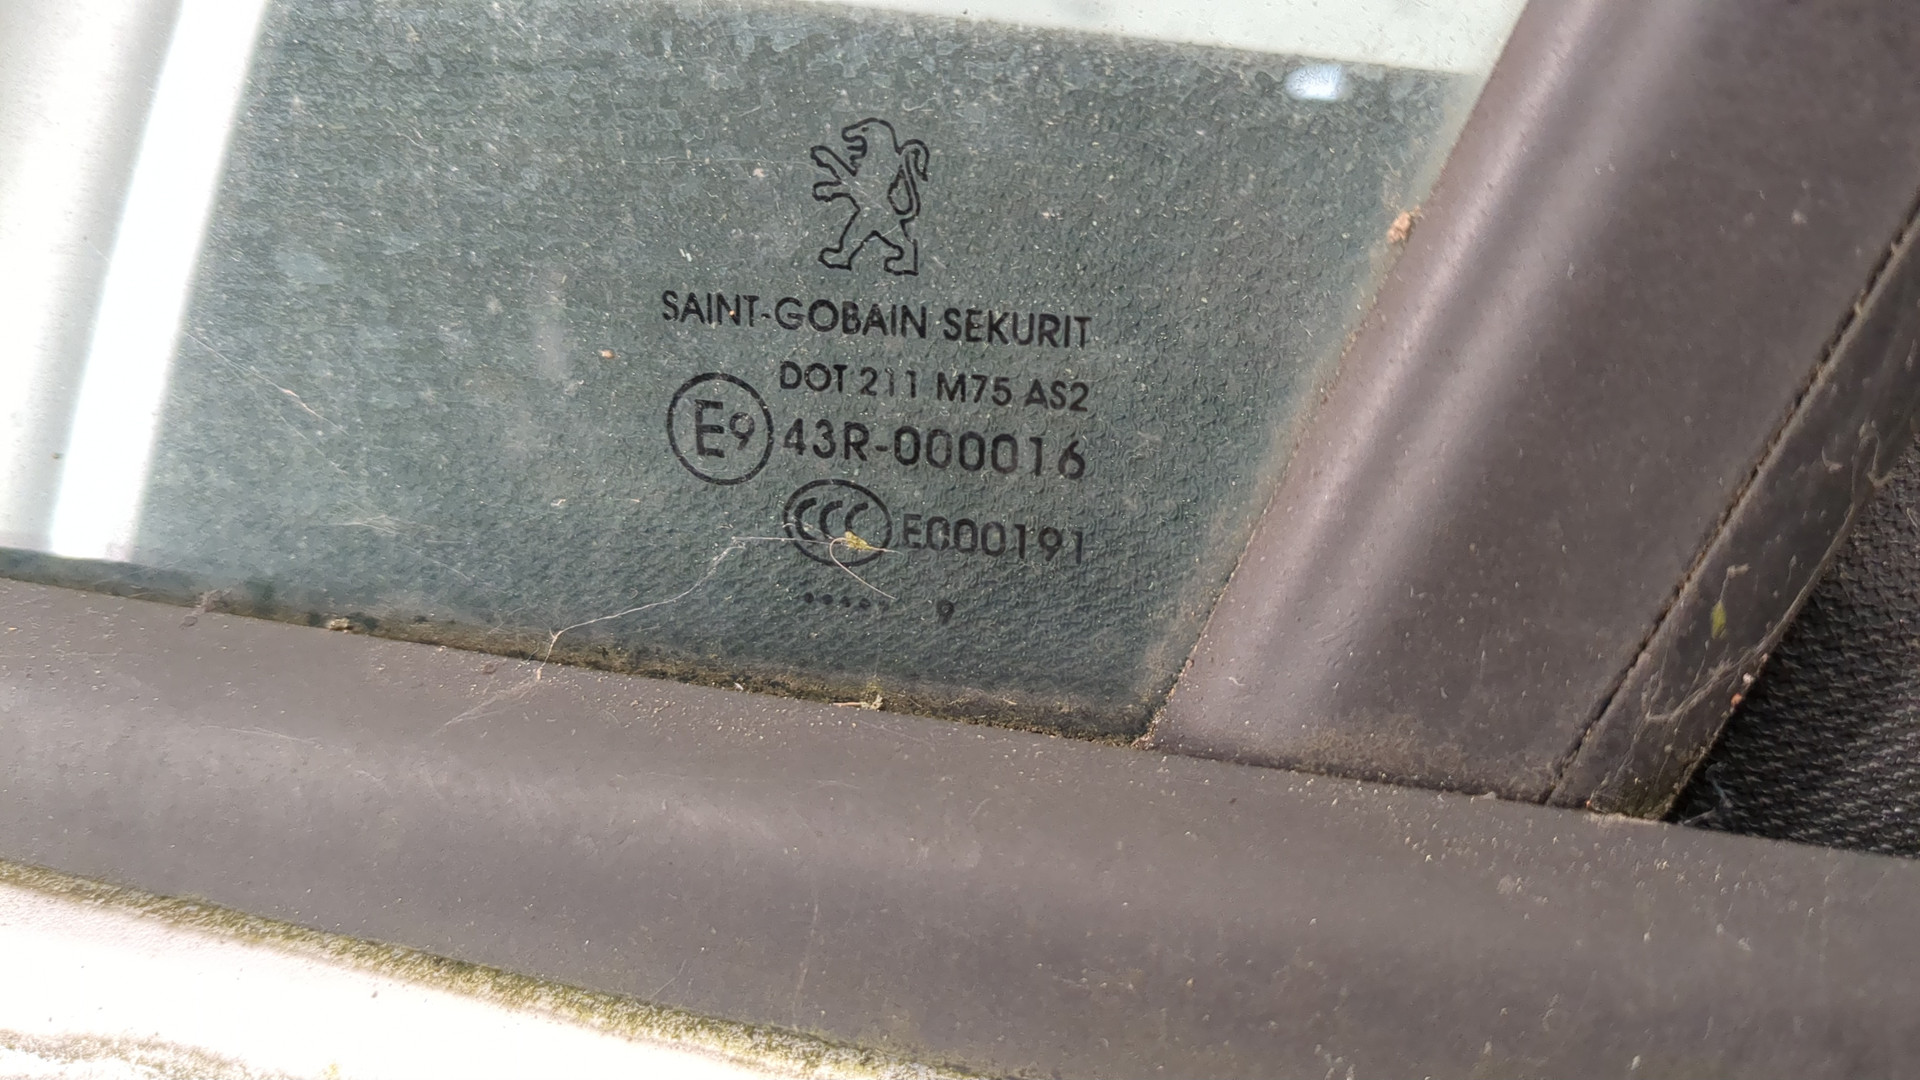 SAINT-GOBAIN SEKURIT
DOT 211 M75 AS2
E9 43R-000016
CCC E000191
..... 9